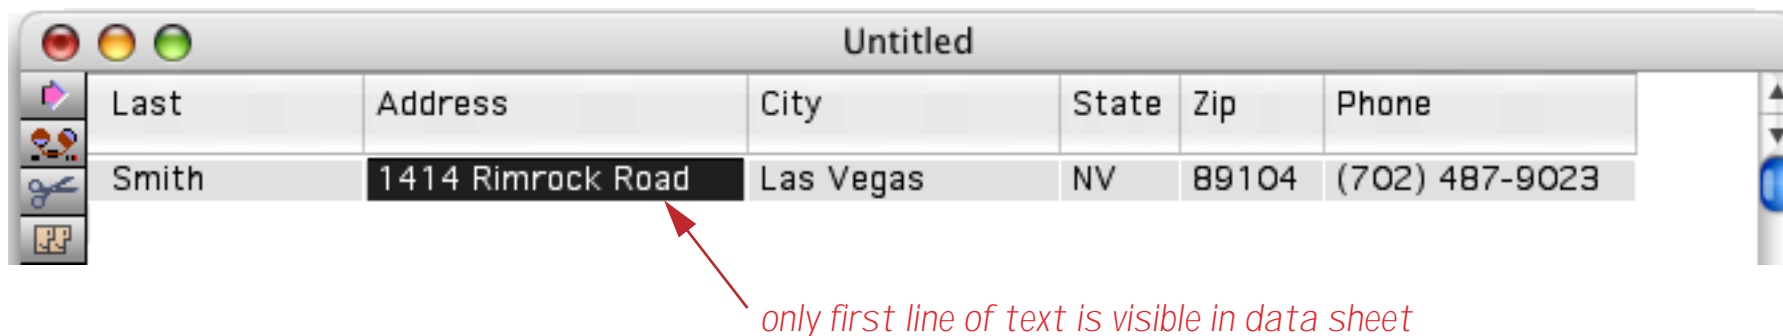 Untitled
Last Address City State Zip Phone
Smith 1414 Rimrock Road Las Vegas NV 89104 (702) 487-9023
only first line of text is visible in data sheet